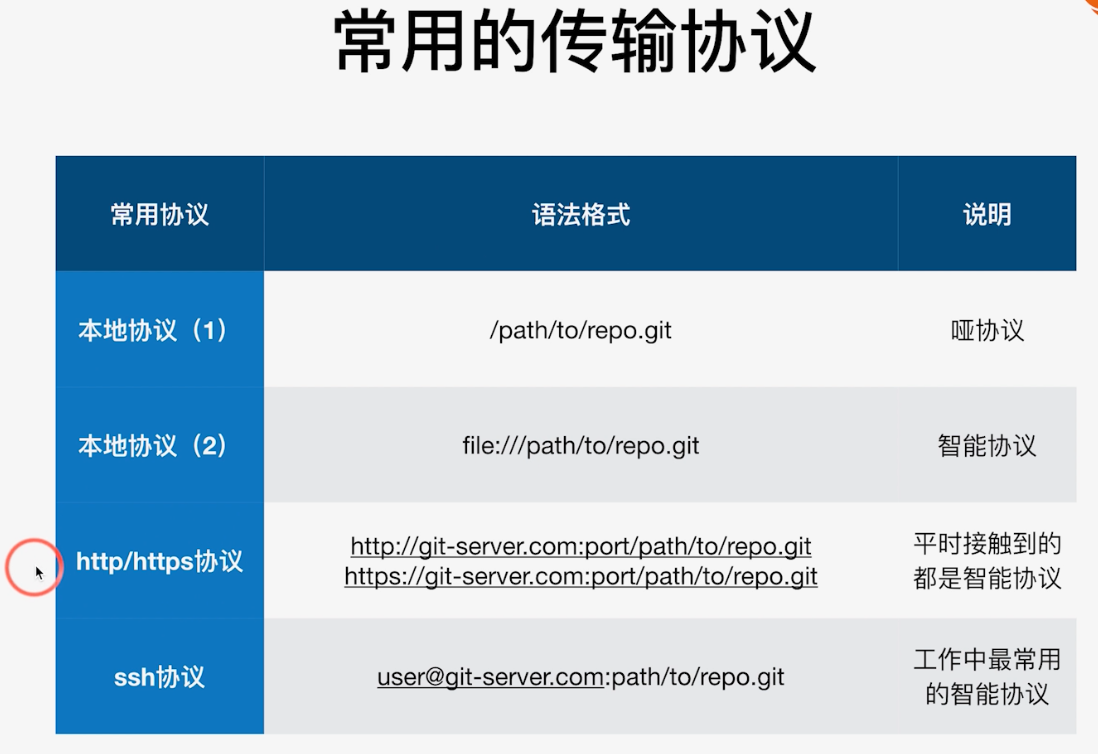 常用的传输协议
常用协议 语法格式 说明
本地协议（1） /path/to/repo.git 哑协议
本地协议（2） file:///path/to/repo.git 智能协议
http/https协议
http://git-server.com:port/path/to/repo.git
https://git-server.com:port/path/to/repo.git
平时接触到的
都是智能协议
ssh协议
user@git-server.com:path/to/repo.git
工作中最常用
的智能协议